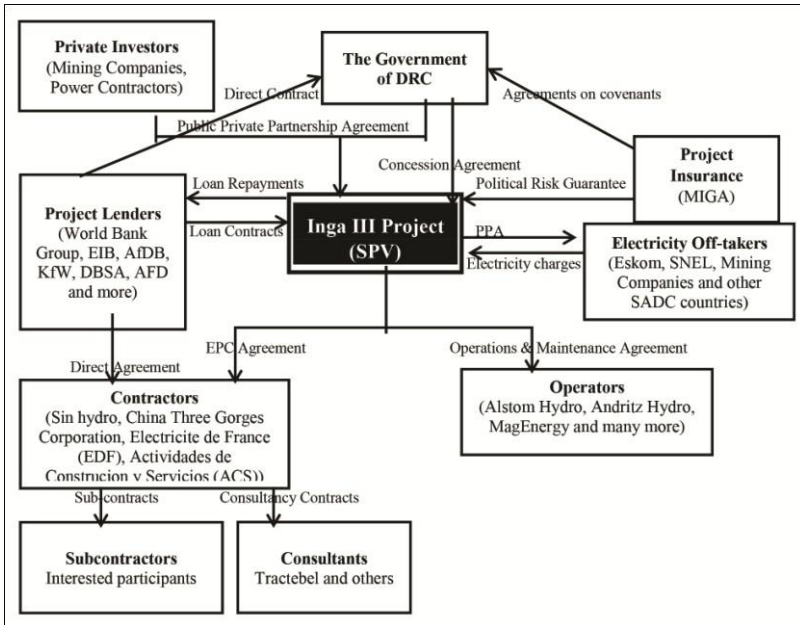 Private Investors
(Mining Companies,
Power Contractors)
The Government
of DRC
Direct Contract
Agreements on covenants
Public Private Partnership Agreement
Concession Agreement
Project
Insurance
(MIGA)
Loan Repayments
Political Risk Guarantee
Project Lenders
(World Bank
Group, EIB, AfDB,
KfW, DBSA, AFD
and more)
Loan Contracts
Inga III Project
(SPV)
PPA
Electricity charges
Electricity Off-takers
(Eskom, SNEL, Mining
Companies and other
SADC countries)
EPC Agreement
Operations & Maintenance Agreement
Direct Agreement
Contractors
(Sin hydro, China Three Gorges
Corporation, Electricite de France
(EDF), Actividades de
Construcion y Servicios (ACS))
Operators
(Alstom Hydro, Andritz Hydro,
MagEnergy and many more)
Sub-contracts
Consultancy Contracts
Subcontractors
Interested participants
Consultants
Tractebel and others